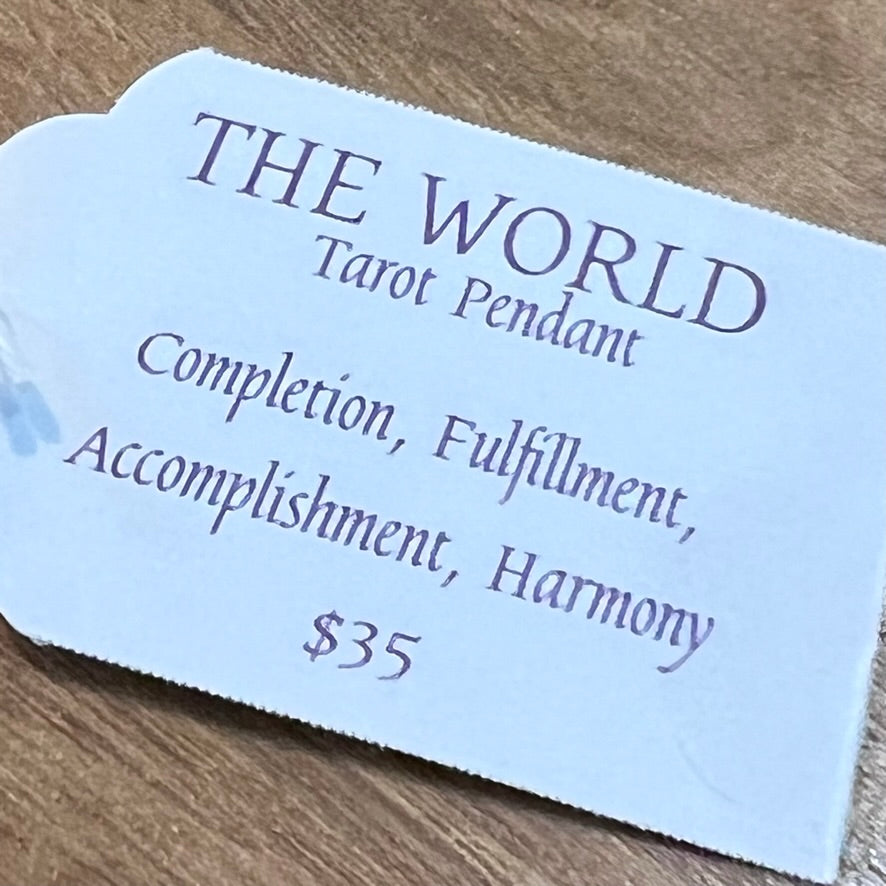 THE WORLD
Tarot Pendant
Completion, Fulfillment,
Accomplishment, Harmony
$35